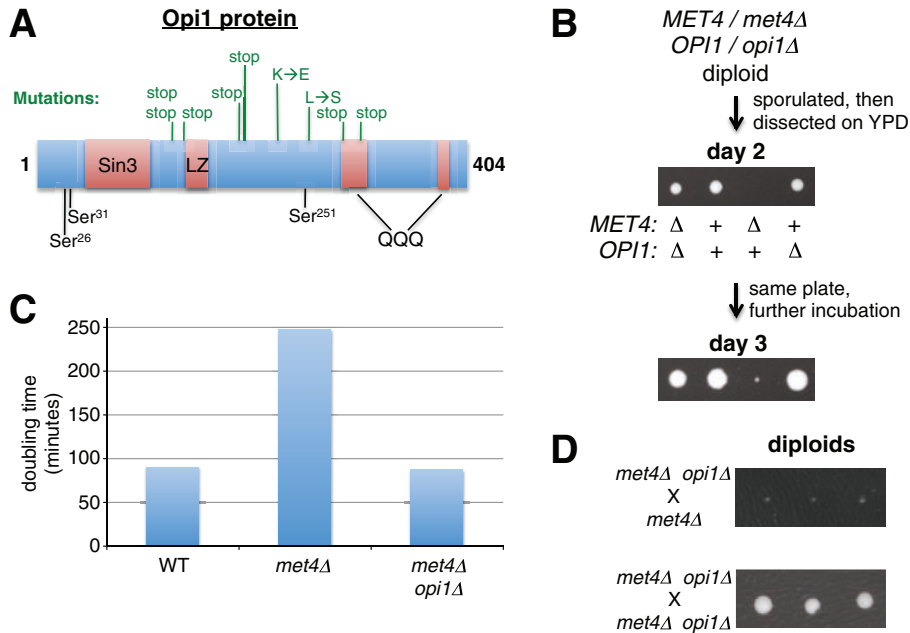 A
Opi1 protein
stop
stop
stop
K→E
Mutations:
stop
stop
L→S
stop
stop
stop
1
Sin3
LZ
404
Ser31
Ser26
Ser251
QQQ
B
MET4 / met4Δ
OPI1 / opi1Δ
diploid
sporulated, then
dissected on YPD
day 2
MET4: Δ + Δ +
OPI1: Δ + + Δ
same plate,
further incubation
day 3
C
doubling time
(minutes)
250
200
150
100
50
0
WT
met4Δ
met4Δ
opi1Δ
D
diploids
met4Δ opi1Δ
X
met4Δ
met4Δ opi1Δ
X
met4Δ opi1Δ